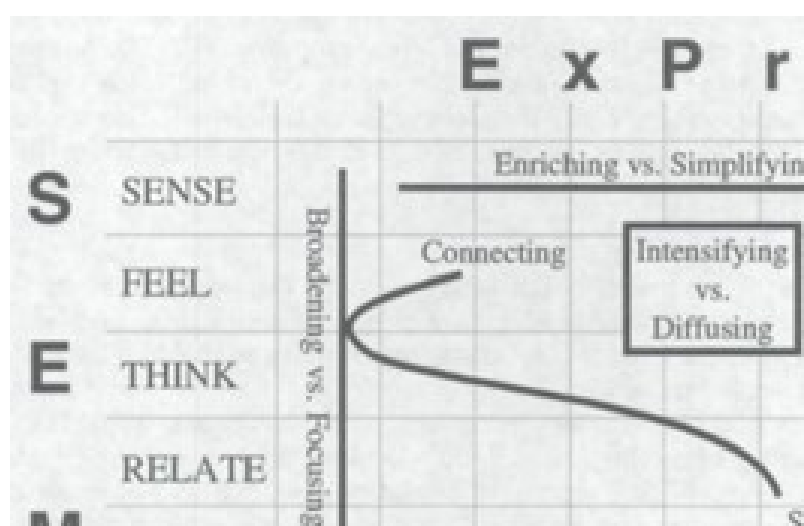 E x P r
S
SENSE
Enriching vs. Simplifyin
Broadening vs. Focusing
FEEL
Connecting
Intensifying
vs.
Diffusing
E
THINK
RELATE
M